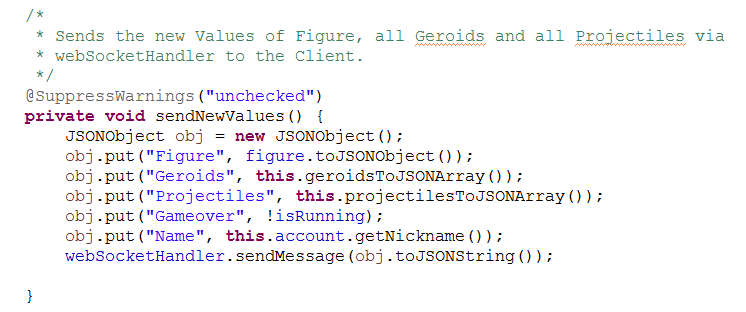 /*
 * Sends the new Values of Figure, all Geroids and all Projectiles via
 * webSocketHandler to the Client.
 */
@SuppressWarnings("unchecked")
private void sendNewValues() {
    JSONObject obj = new JSONObject();
    obj.put("Figure", figure.toJSONObject());
    obj.put("Geroids", this.geroidsToJSONArray());
    obj.put("Projectiles", this.projectilesToJSONArray());
    obj.put("Gameover", !isRunning);
    obj.put("Name", this.account.getNickname());
    webSocketHandler.sendMessage(obj.toJSONString());
}